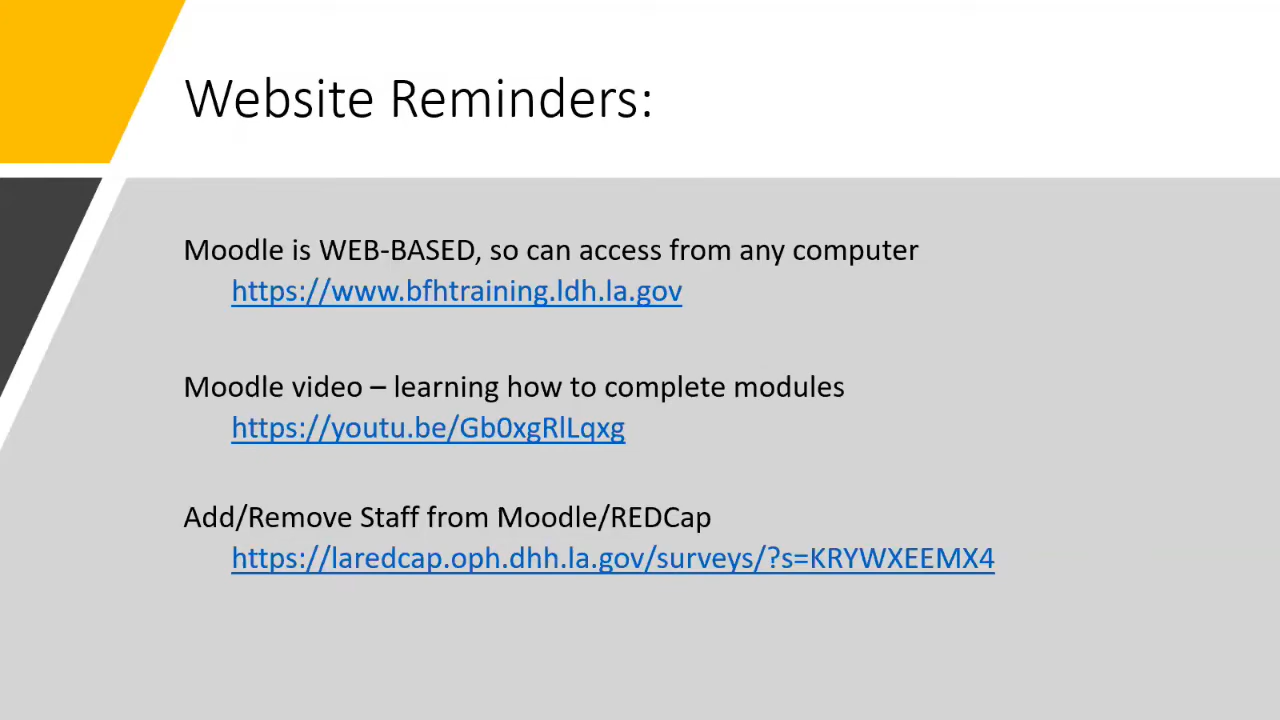 Website Reminders:
Moodle is WEB-BASED, so can access from any computer
https://www.bfhtraining.ldh.la.gov
Moodle video – learning how to complete modules
https://youtu.be/Gb0xgRlLqxg
Add/Remove Staff from Moodle/REDCap
https://laredcap.oph.dhh.la.gov/surveys/?s=KRYWXEEMX4